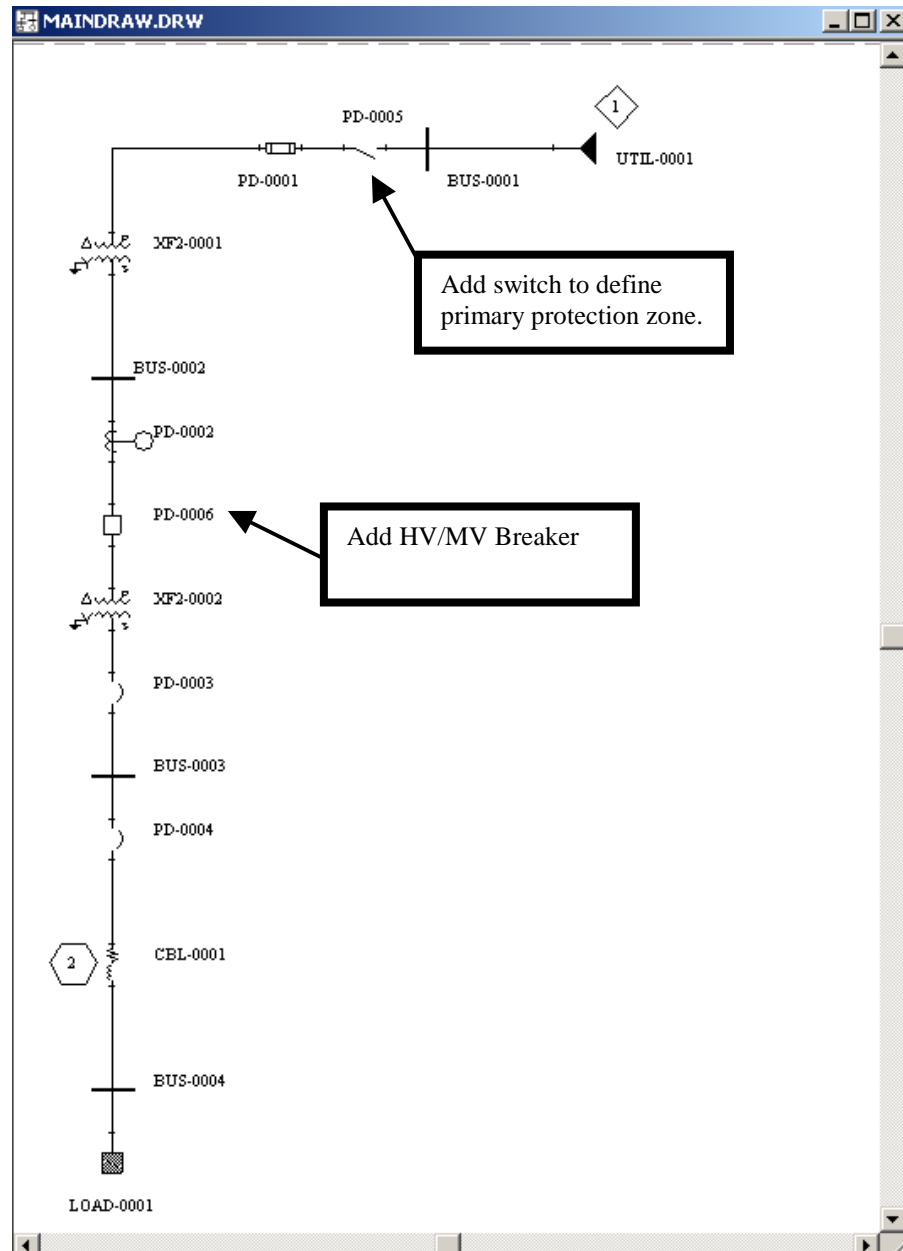 MAINDRAW.DRW
1
PD-0005
UTIL-0001
PD-0001
BUS-0001
XF2-0001
Add switch to define
primary protection zone.
BUS-0002
PD-0002
PD-0006
Add HV/MV Breaker
XF2-0002
PD-0003
BUS-0003
PD-0004
CBL-0001
2
BUS-0004
LOAD-0001